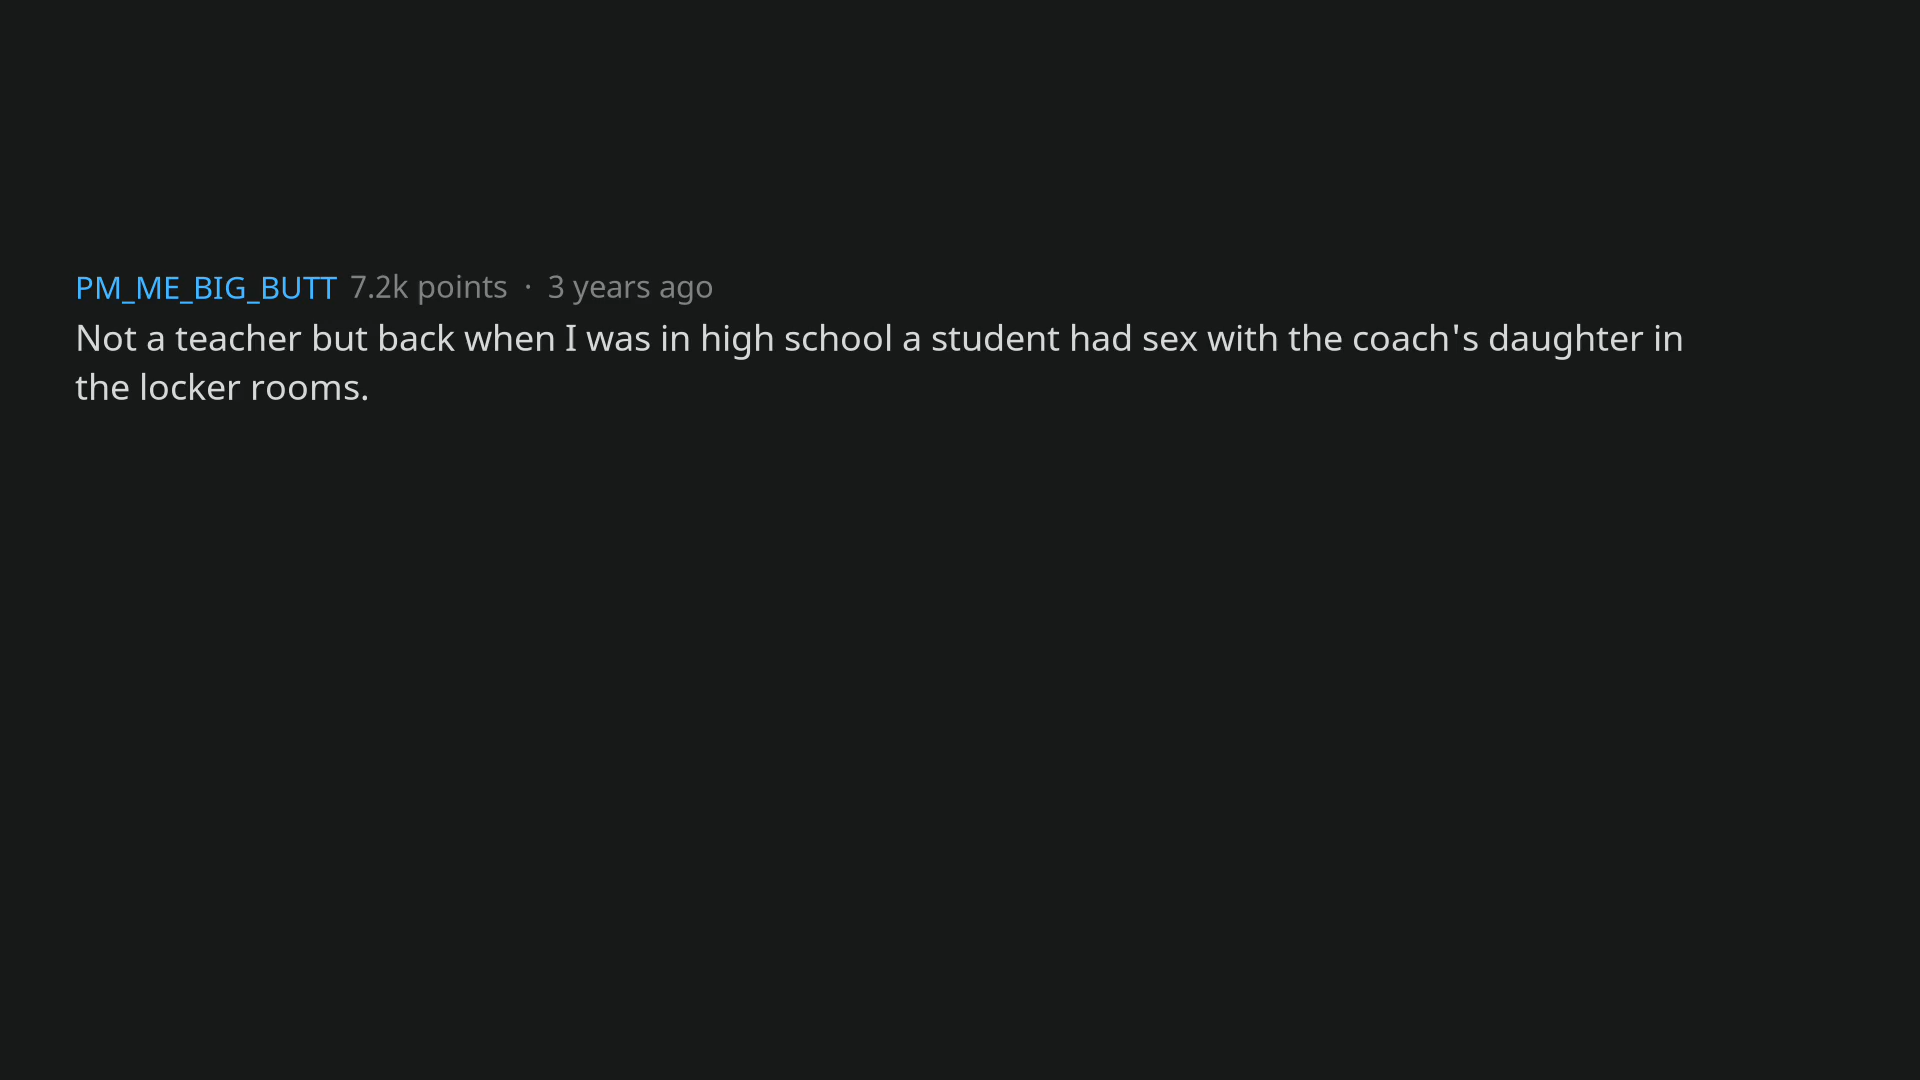 PM_ME_BIG_BUTT 7.2k points · 3 years ago
Not a teacher but back when I was in high school a student had sex with the coach's daughter in
the locker rooms.